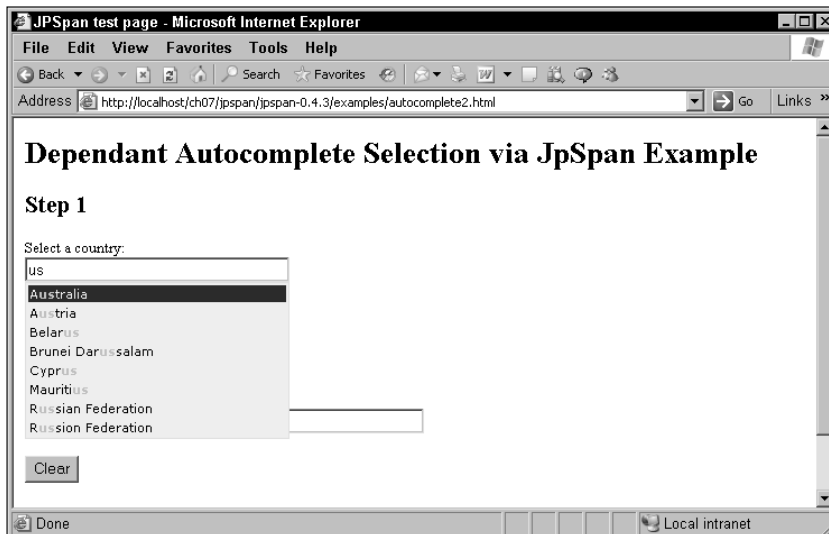 JPSpan test page - Microsoft Internet Explorer
File Edit View Favorites Tools Help
Back Search Favorites
Address http://localhost/ch07/jpspan/jpspan-0.4.3/examples/autocomplete2.html Go Links »
Dependant Autocomplete Selection via JpSpan Example
Step 1
Select a country:
us
Australia
Austria
Belarus
Brunei Darussalam
Cyprus
Mauritius
Russian Federation
Russion Federation
Clear
Done Local intranet